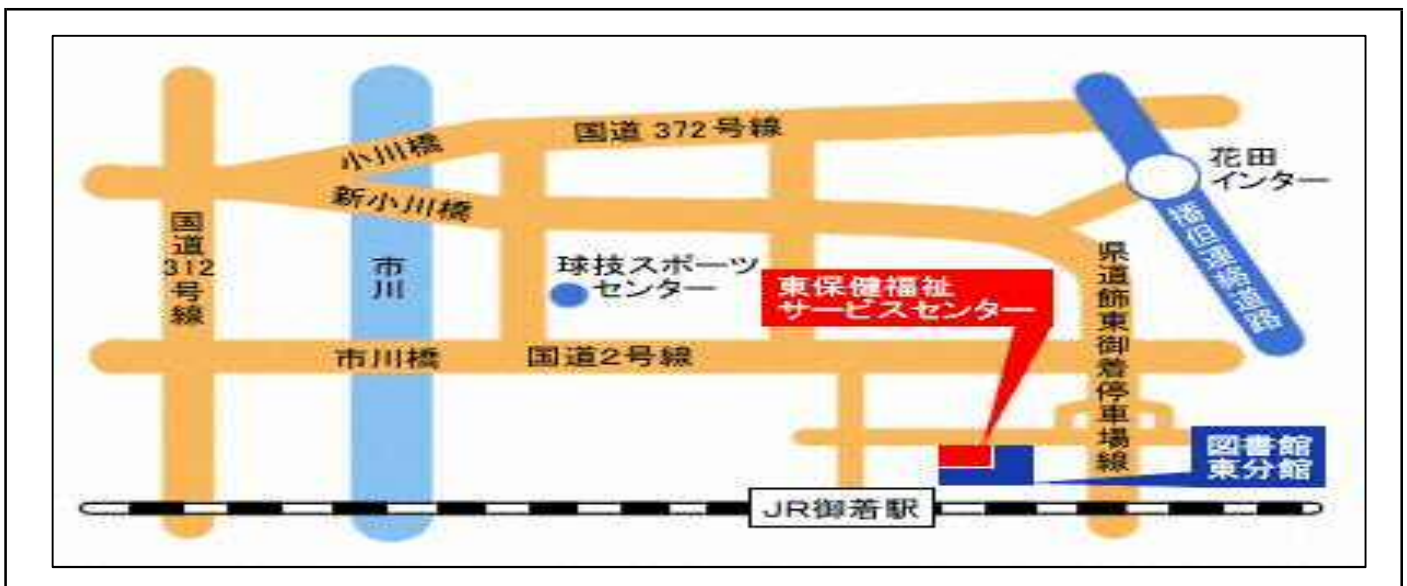 国道 372 号線
小川橋
新小川橋
花田
インター
国道312号線
市川
球技スポーツ
センター
東保健福祉
サービスセンター
県道飾東御着停車場線
播但連絡道路
市川橋
国道2号線
図書館
東分館
JR御着駅